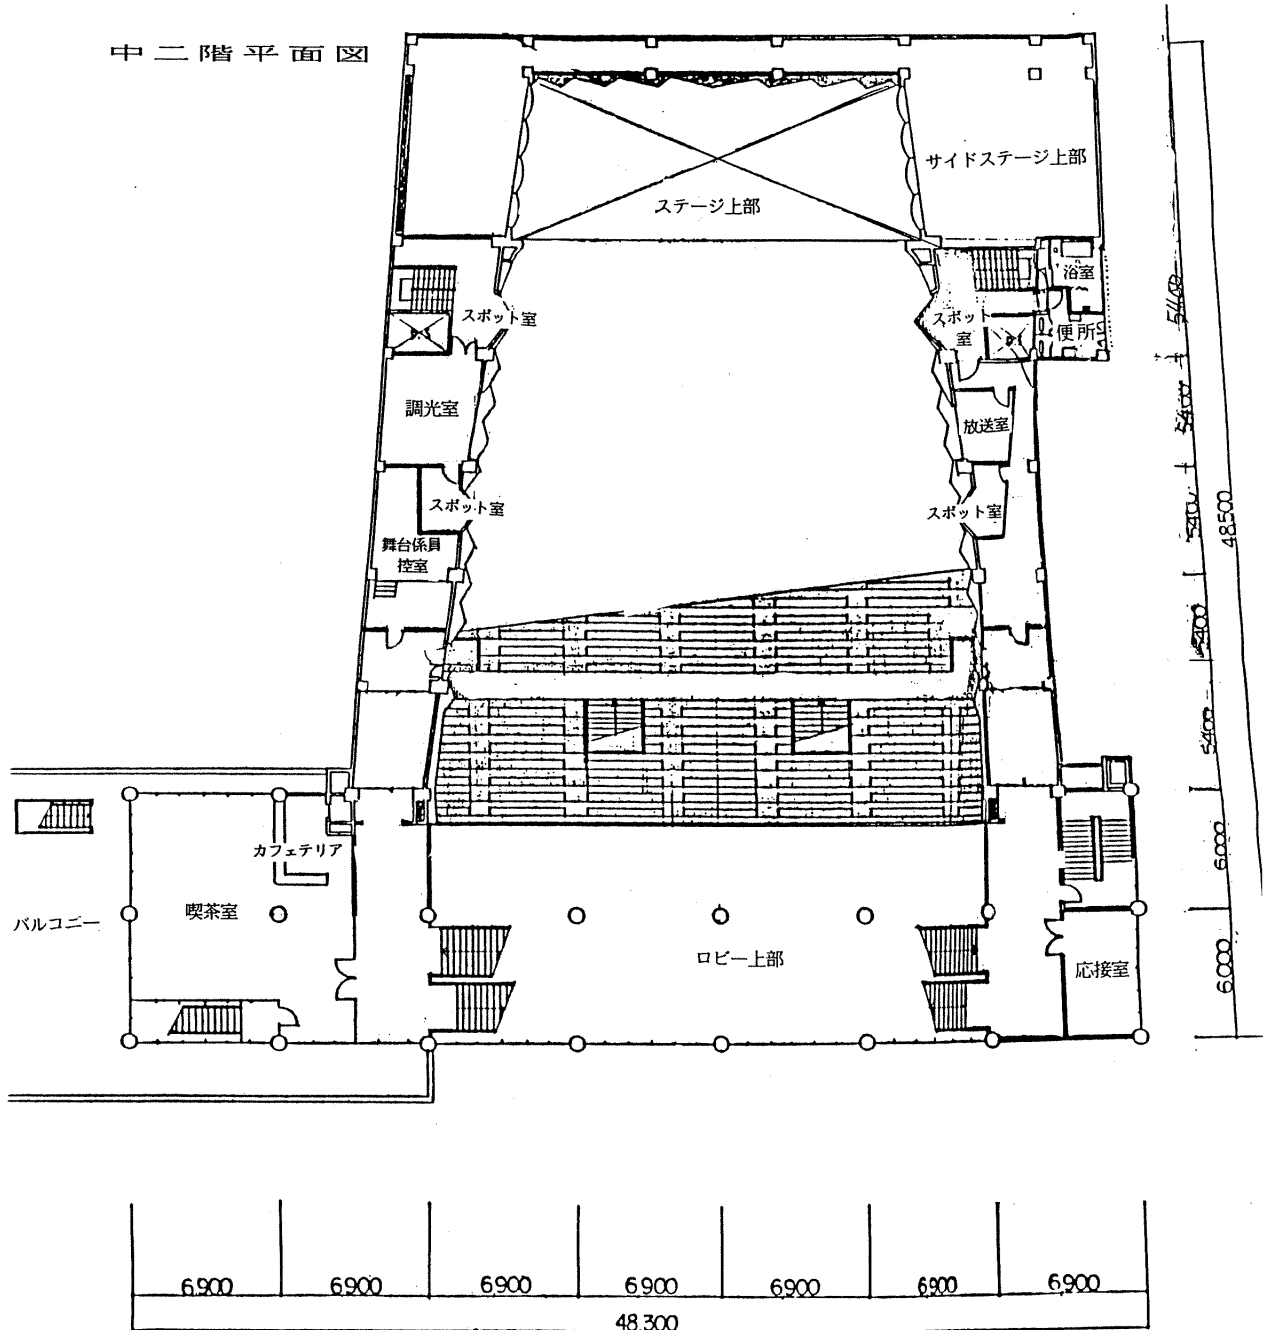 中二階平面図
サイドステージ上部
ステージ上部
浴室
スポット室
スポット
室
便所
調光室
放送室
スポット室
スポット室
舞台係員
控室
カフェテリア
喫茶室
バルコニー
ロビー上部
応接室
5400
5400
5400
5400
5400
48.500
6.000
6.000
6.900
6.900
6.900
6.900
6.900
6.900
6.900
48.300